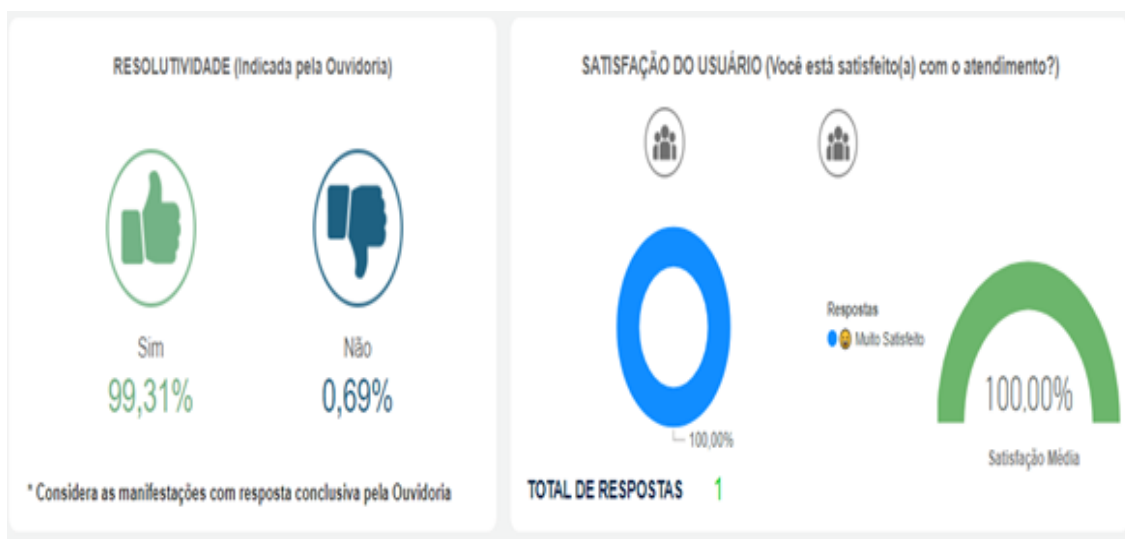 RESOLUTIVIDADE (Indicada pela Ouvidoria)
Sim
99,31%
Não
0,69%
* Considera as manifestações com resposta conclusiva pela Ouvidoria
SATISFAÇÃO DO USUÁRIO (Você está satisfeito(a) com o atendimento?)
100,00%
Respostas
Muito Satisfeito
100,00%
Satisfação Média
TOTAL DE RESPOSTAS 1